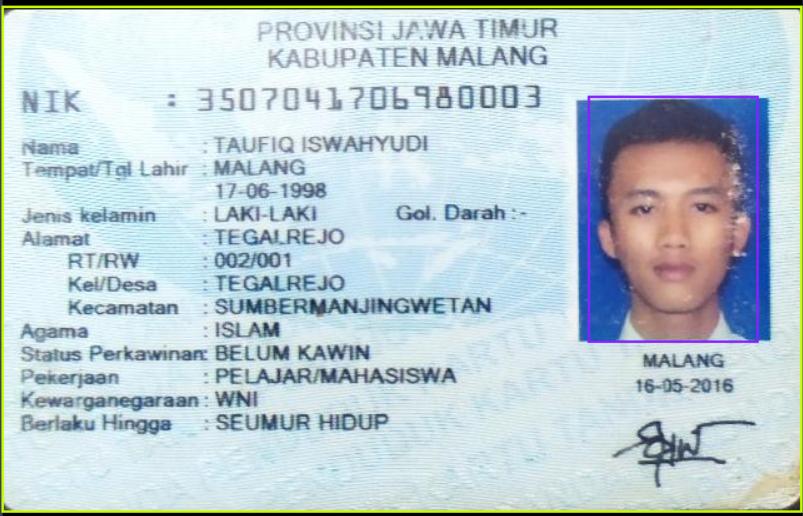 PROVINSI JAWA TIMUR
KABUPATEN MALANG
NIK : 3507041706980003
Nama : TAUFIQ ISWAHYUDI
Tempat/Tgl Lahir : MALANG
17-06-1998
Jenis kelamin : LAKI-LAKI Gol. Darah : -
Alamat : TEGALREJO
RT/RW : 002/001
Kel/Desa : TEGALREJO
Kecamatan : SUMBERMANJINGWETAN
Agama : ISLAM
Status Perkawinan: BELUM KAWIN
Pekerjaan : PELAJAR/MAHASISWA
Kewarganegaraan : WNI
Berlaku Hingga : SEUMUR HIDUP
MALANG
16-05-2016